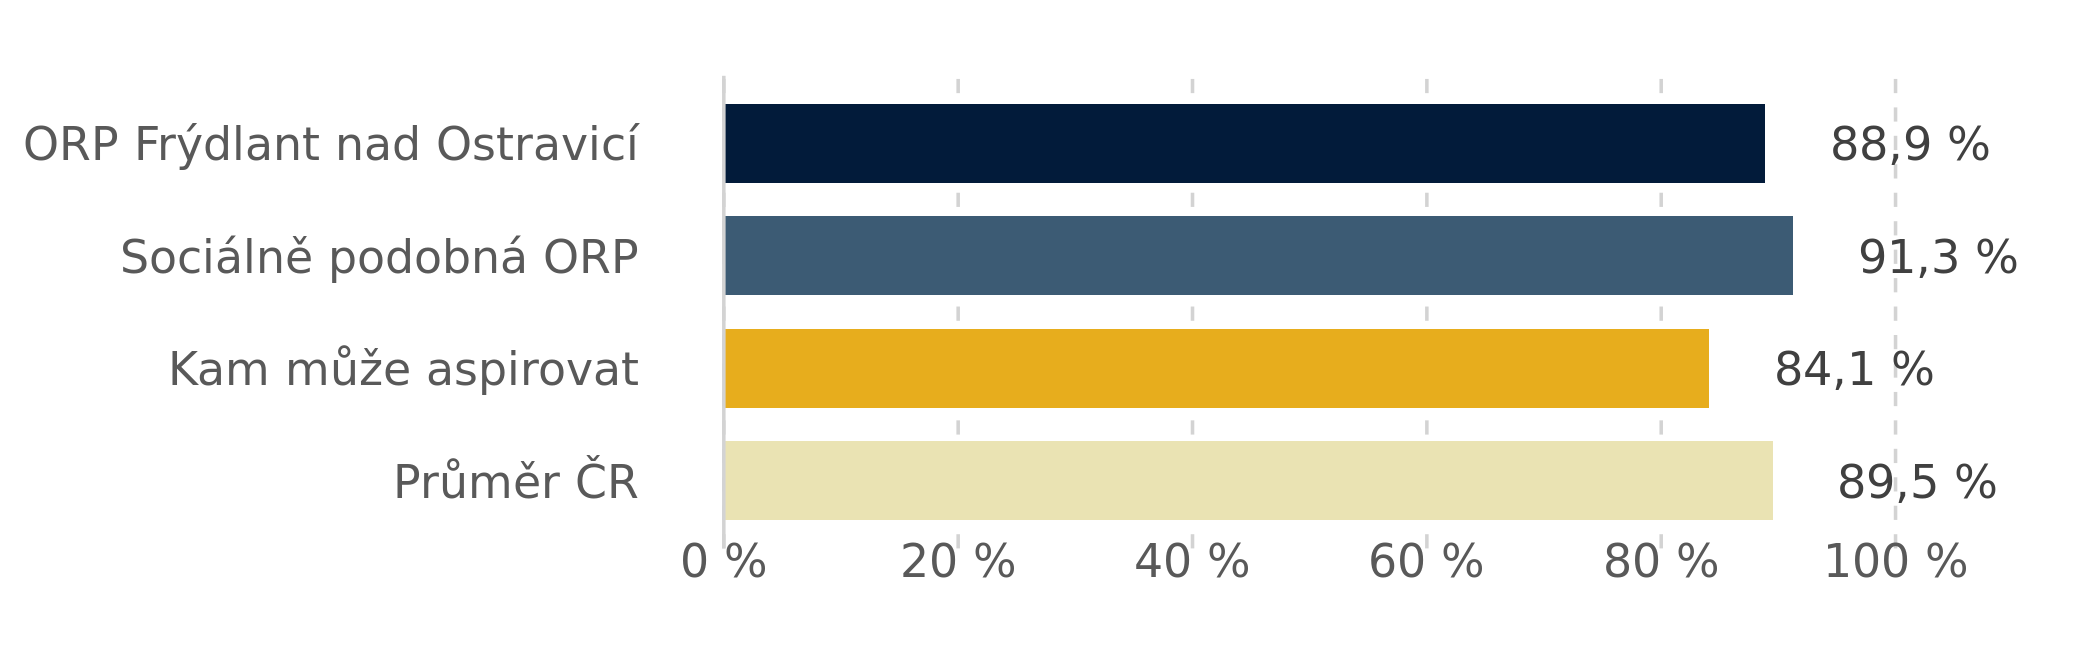 ORP Frýdlant nad Ostravicí 88,9 %
Sociálně podobná ORP 91,3 %
Kam může aspirovat 84,1 %
Průměr ČR 89,5 %
0 % 20 % 40 % 60 % 80 % 100 %